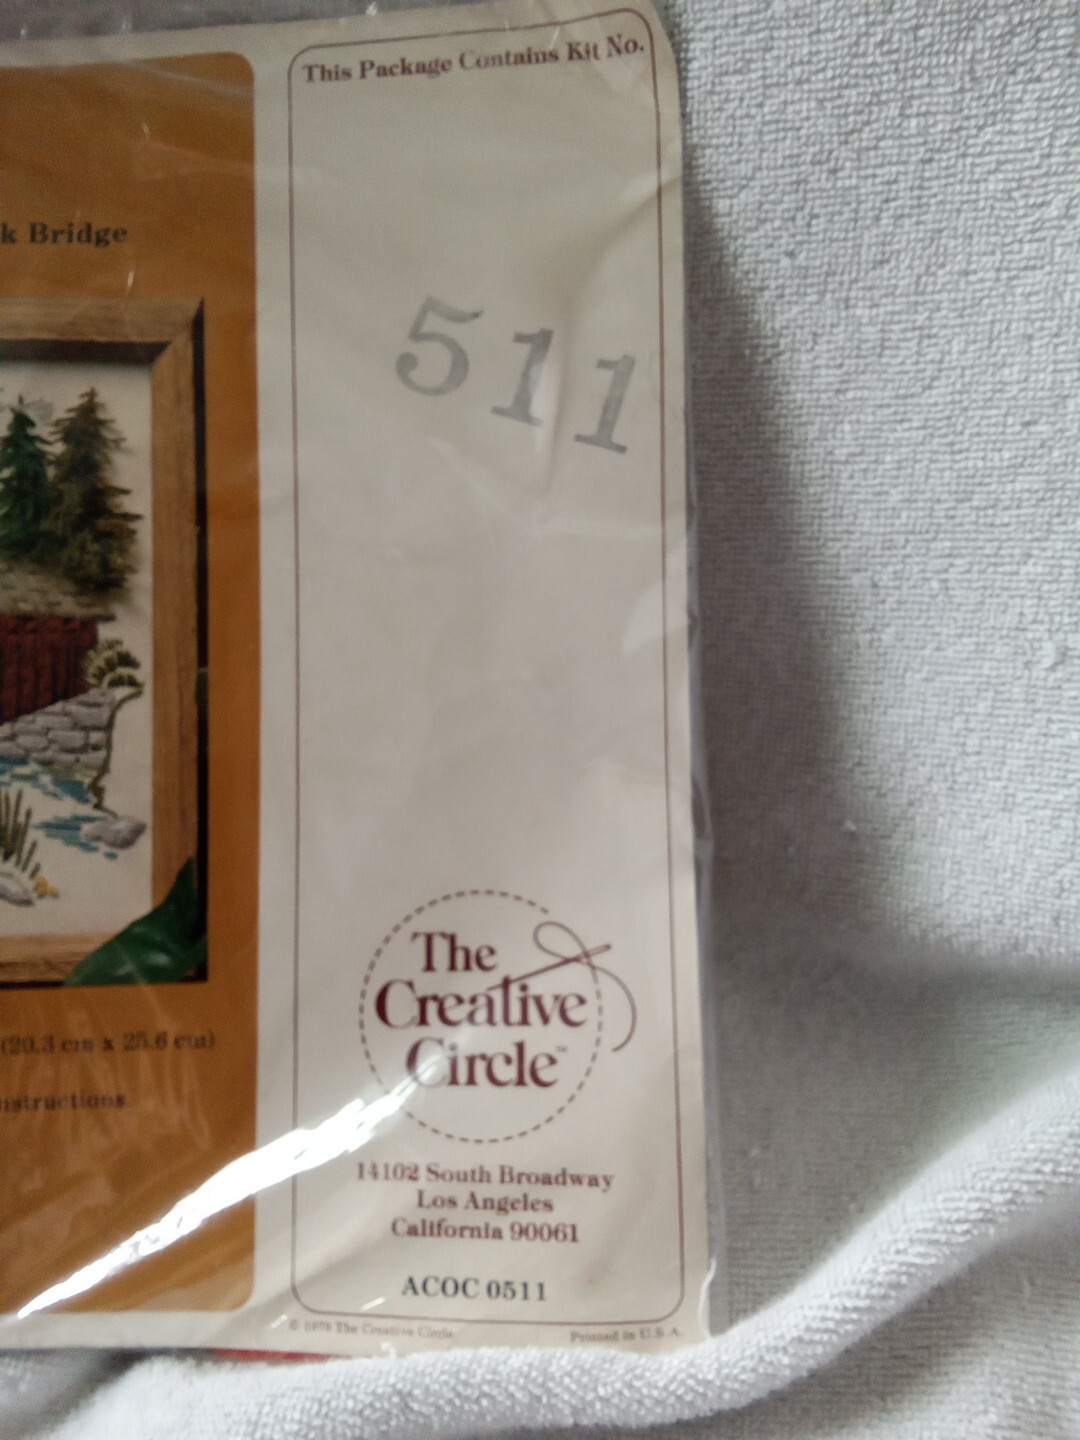 This Package Contains Kit No.
k Bridge
511
The
Creative
Circle™
(20.3 cm x 25.6 cm)
nstructions.
14102 South Broadway
Los Angeles
California 90061
ACOC 0511
The Creative Circle
Printed in U.S.A.